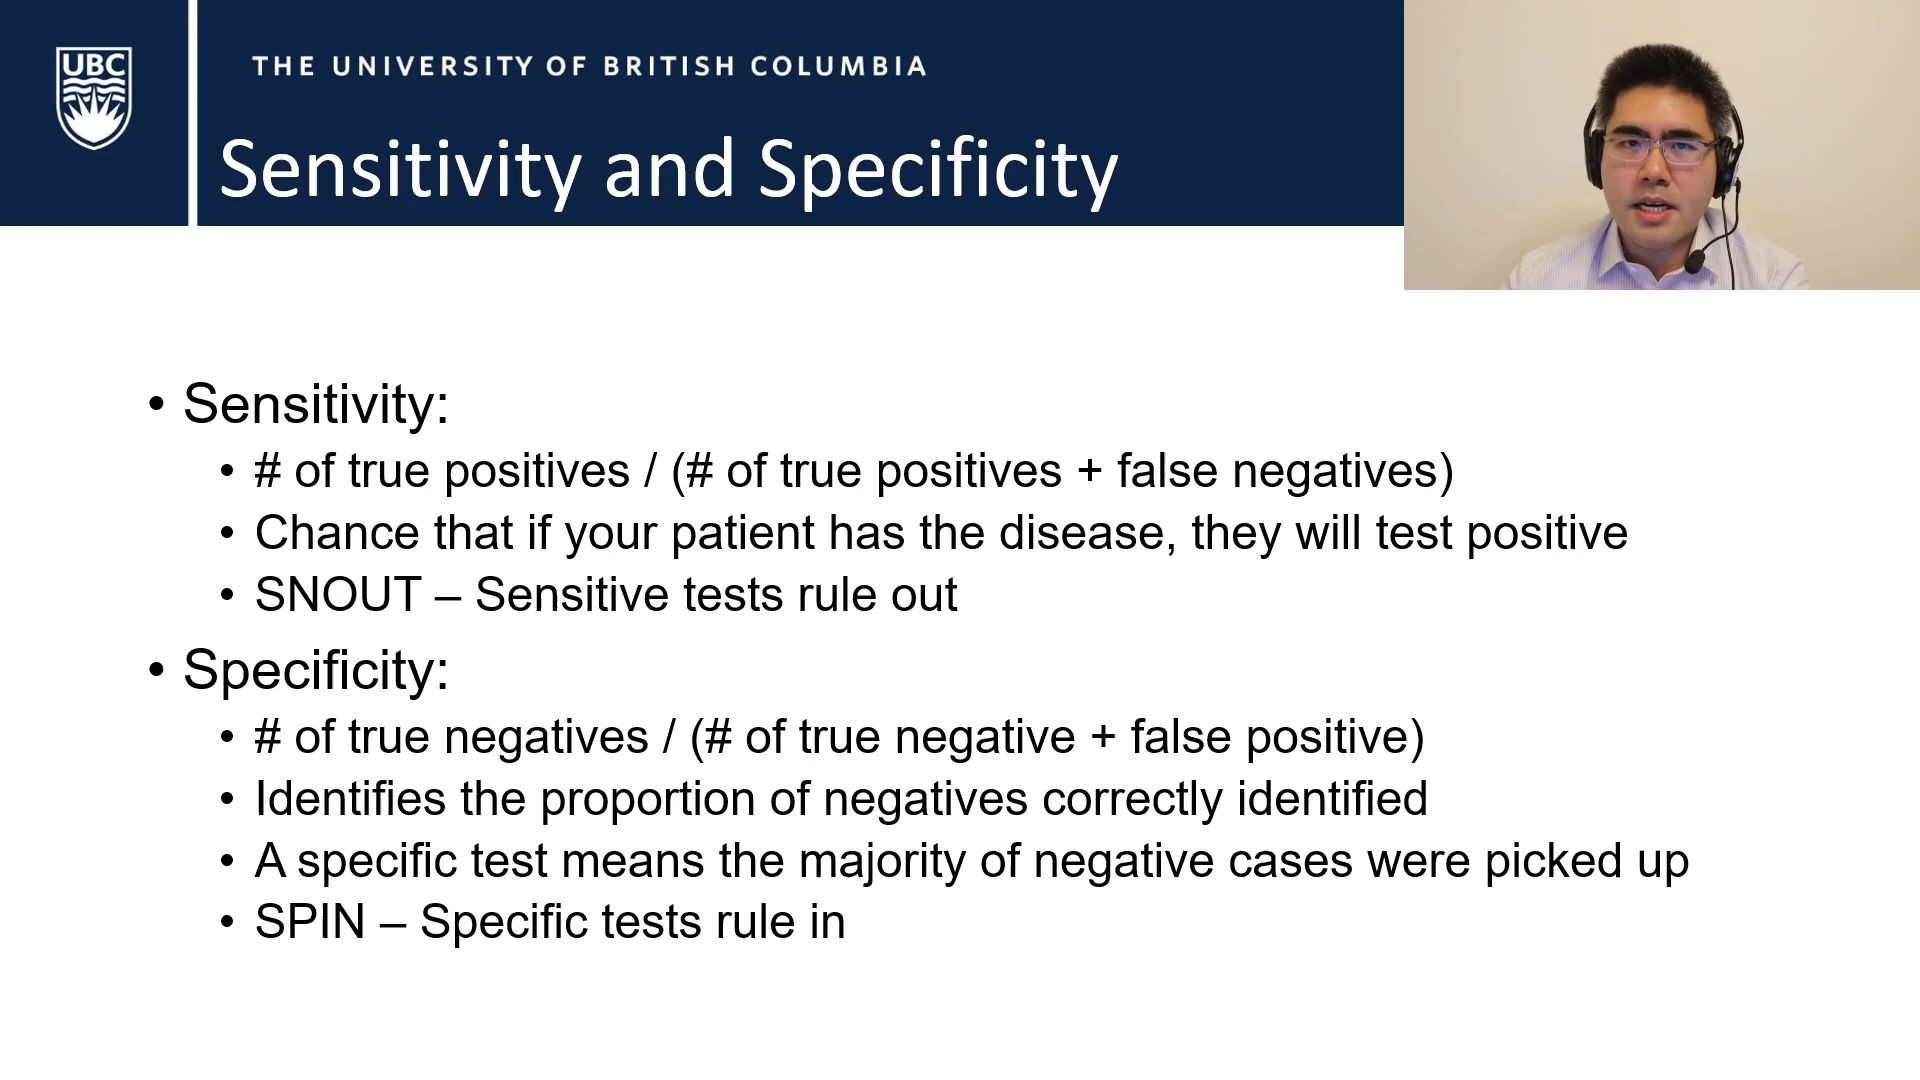 UBC
THE UNIVERSITY OF BRITISH COLUMBIA
Sensitivity and Specificity
• Sensitivity:
• # of true positives / (# of true positives + false negatives)
• Chance that if your patient has the disease, they will test positive
• SNOUT – Sensitive tests rule out
• Specificity:
• # of true negatives / (# of true negative + false positive)
• Identifies the proportion of negatives correctly identified
• A specific test means the majority of negative cases were picked up
• SPIN – Specific tests rule in